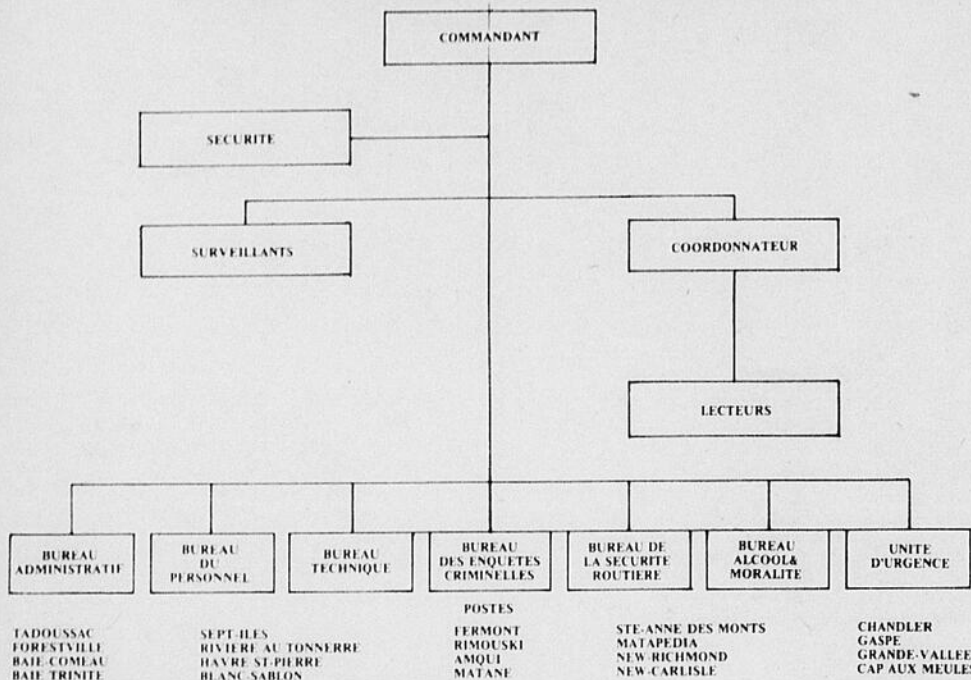 COMMANDANT
SECURITE
SURVEILLANTS
COORDONNATEUR
LECTEURS
BUREAU
ADMINISTRATIF
BUREAU
DU
PERSONNEL
BUREAU
TECHNIQUE
BUREAU
DES ENQUETES
CRIMINELLES
BUREAU DE
LA SECURITE
ROUTIERE
BUREAU
ALCOOL&
MORALITE
UNITE
D'URGENCE
POSTES
TADOUSSAC
FORESTVILLE
BAIE-COMEAU
BAIE TRINITE
SEPT-ILES
RIVIERE AU TONNERRE
HAVRE ST-PIERRE
BLANC-SABLON
FERMONT
RIMOUSKI
AMQUI
MATANE
STE-ANNE DES MONTS
MATAPEDIA
NEW-RICHMOND
NEW-CARLISLE
CHANDLER
GASPE
GRANDE-VALLEE
CAP AUX MEULES